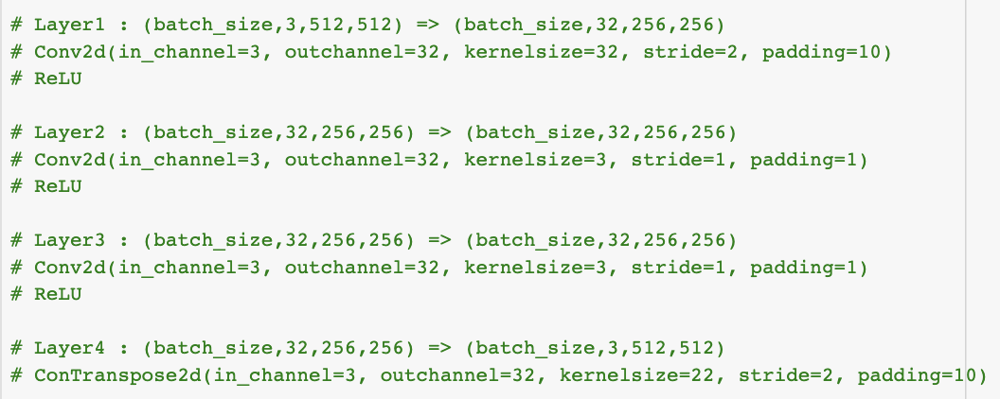 # Layer1 : (batch_size,3,512,512) => (batch_size,32,256,256)
# Conv2d(in_channel=3, outchannel=32, kernelsize=32, stride=2, padding=10)
# ReLU
# Layer2 : (batch_size,32,256,256) => (batch_size,32,256,256)
# Conv2d(in_channel=3, outchannel=32, kernelsize=3, stride=1, padding=1)
# ReLU
# Layer3 : (batch_size,32,256,256) => (batch_size,32,256,256)
# Conv2d(in_channel=3, outchannel=32, kernelsize=3, stride=1, padding=1)
# ReLU
# Layer4 : (batch_size,32,256,256) => (batch_size,3,512,512)
# ConTranspose2d(in_channel=3, outchannel=32, kernelsize=22, stride=2, padding=10)